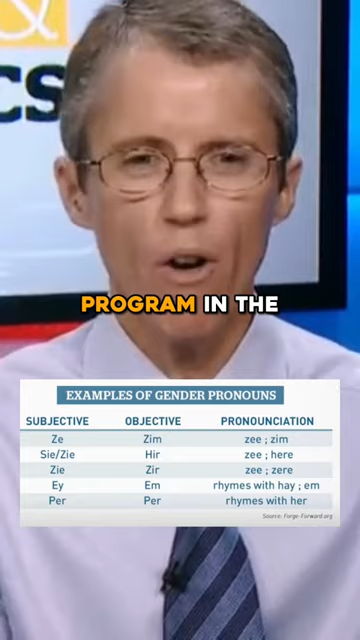 &
CS
PROGRAM IN THE
EXAMPLES OF GENDER PRONOUNS
SUBJECTIVE OBJECTIVE PRONOUNCIATION
Ze Zim zee ; zim
Sie/Zie Hir zee ; here
Zie Zir zee ; zere
Ey Em rhymes with hay ; em
Per Per rhymes with her
Source: Forge-Forward.org